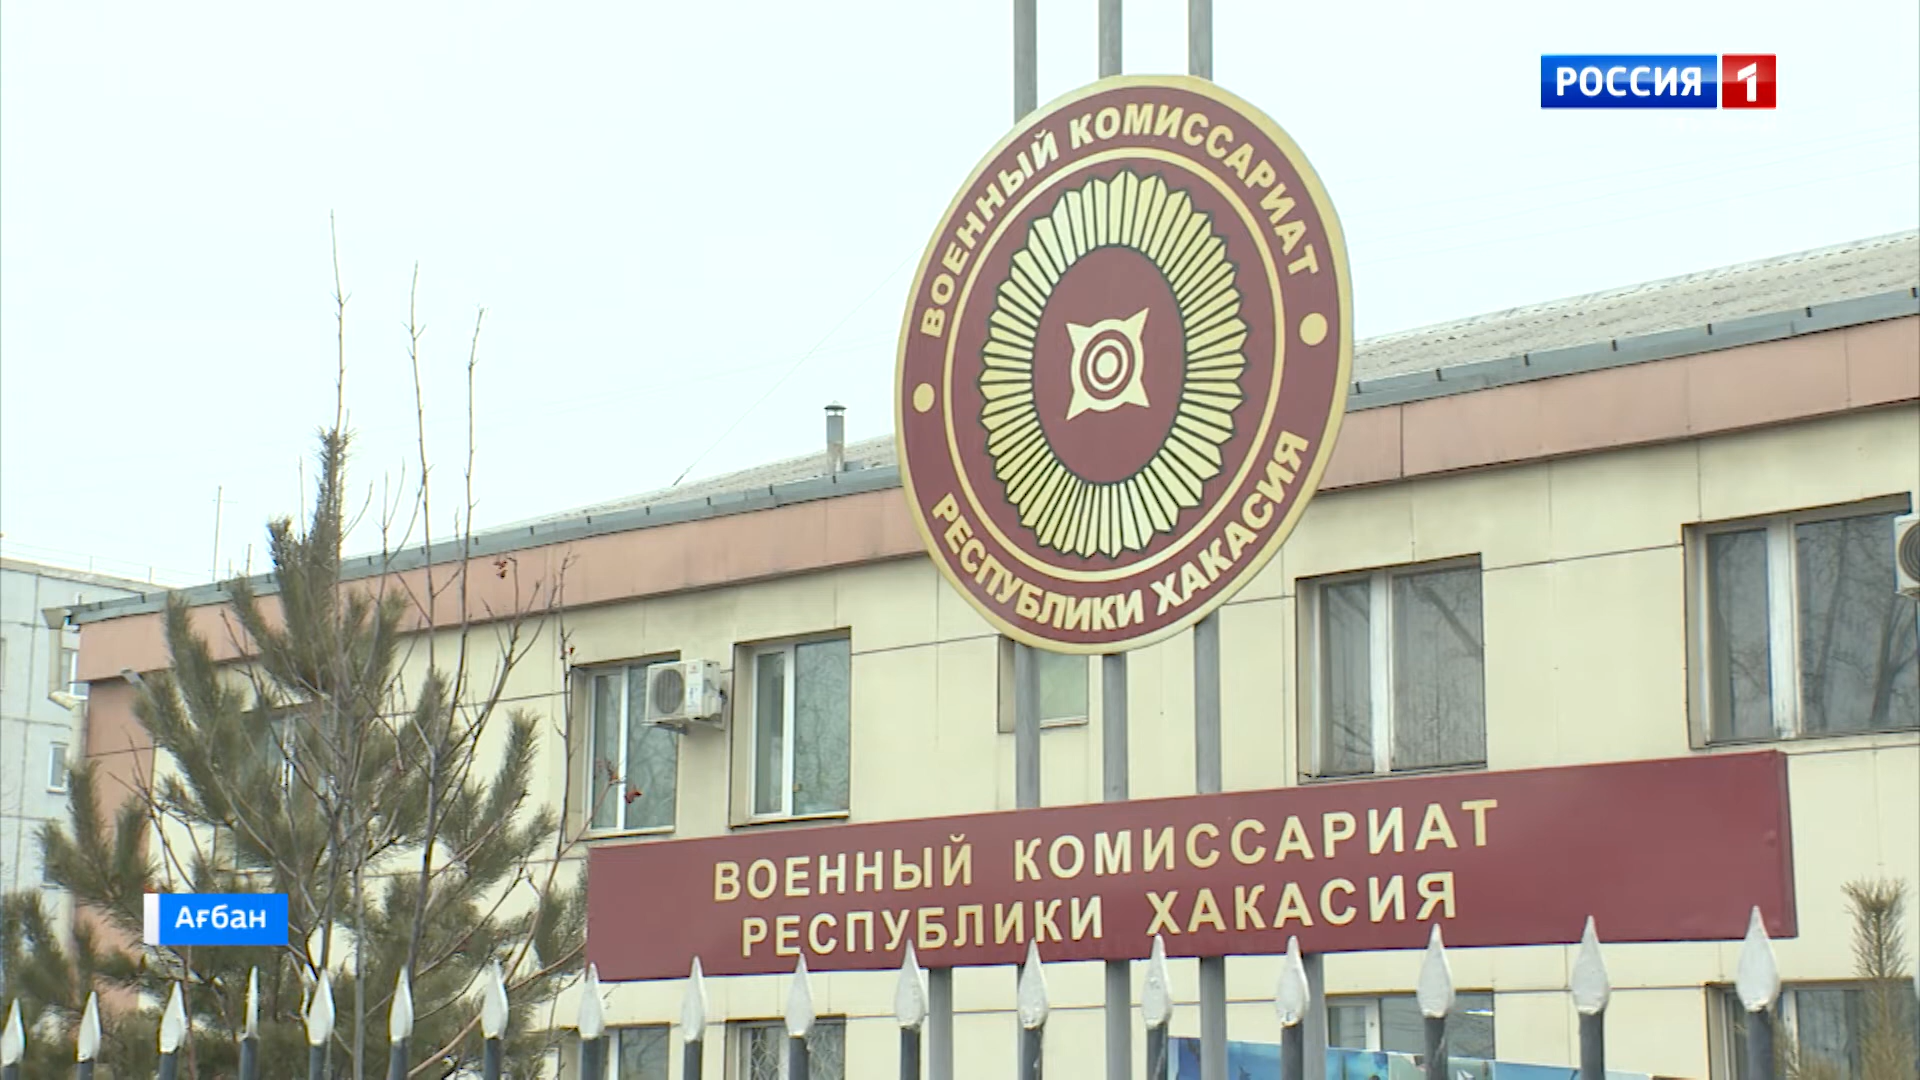 РОССИЯ 1
ВОЕННЫЙ КОМИССАРИАТ
РЕСПУБЛИКИ ХАКАСИЯ
ВОЕННЫЙ КОМИССАРИАТ
РЕСПУБЛИКИ ХАКАСИЯ
Ағбан